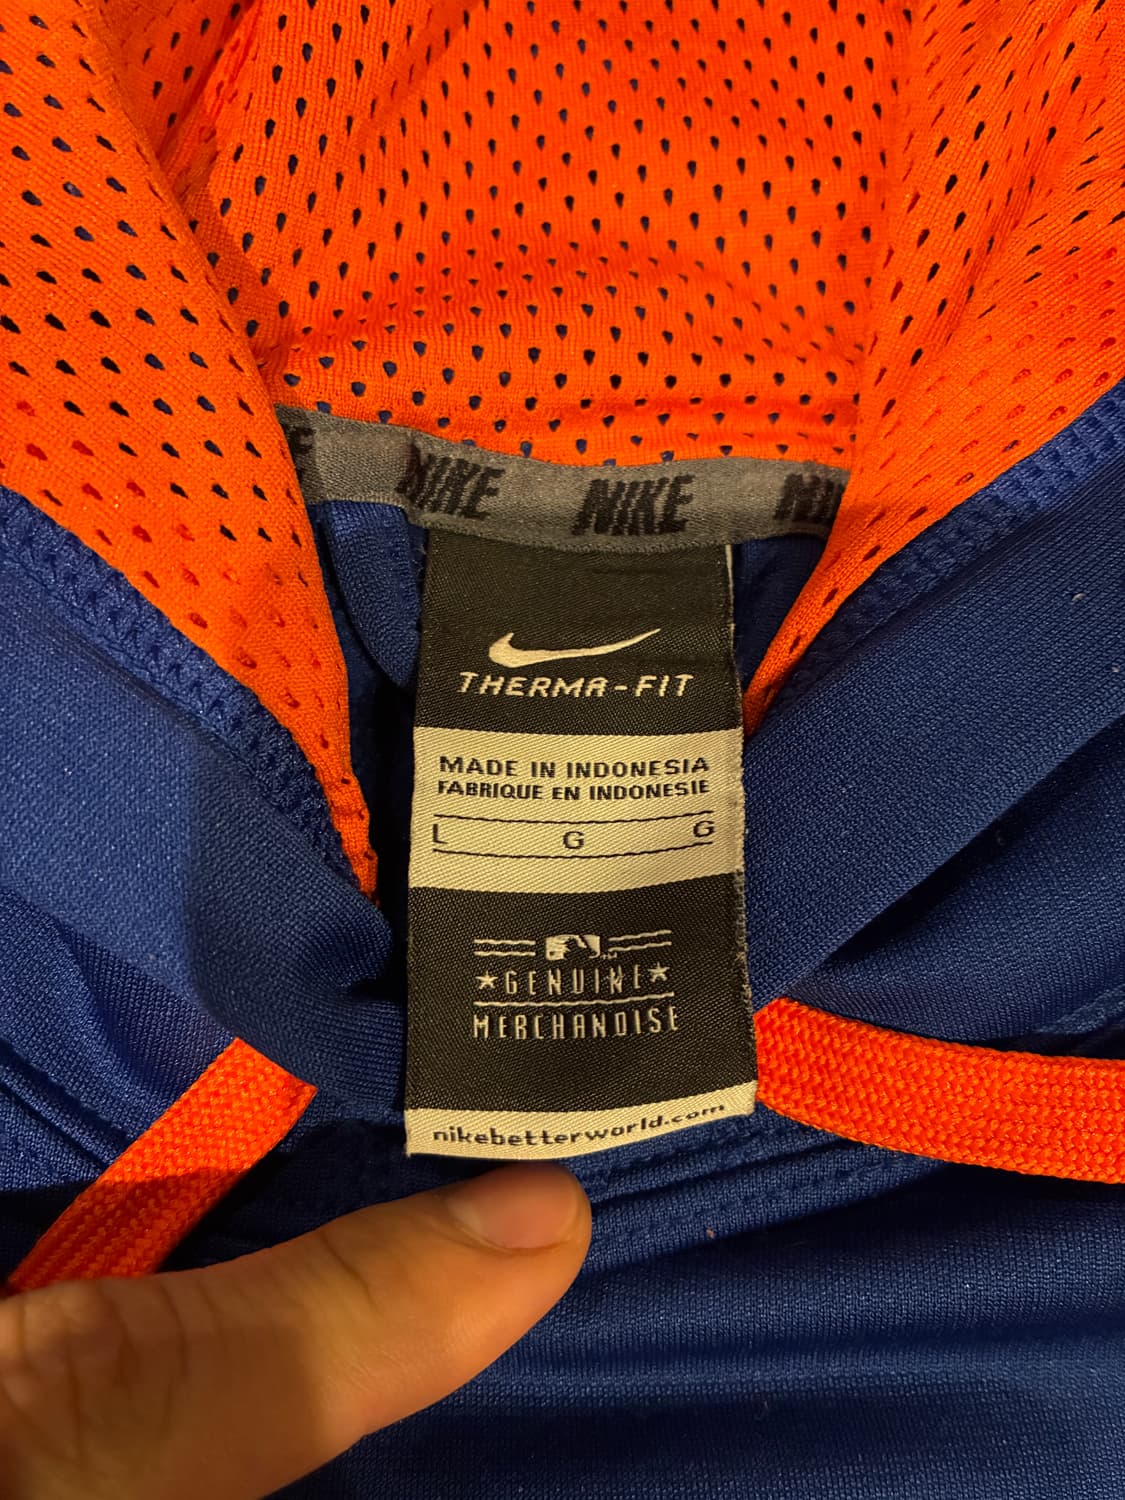 NIKE NIKE
THERMA-FIT
MADE IN INDONESIA
FABRIQUE EN INDONESIE
L G G
GENUINE
MERCHANDISE
nikebetterworld.com